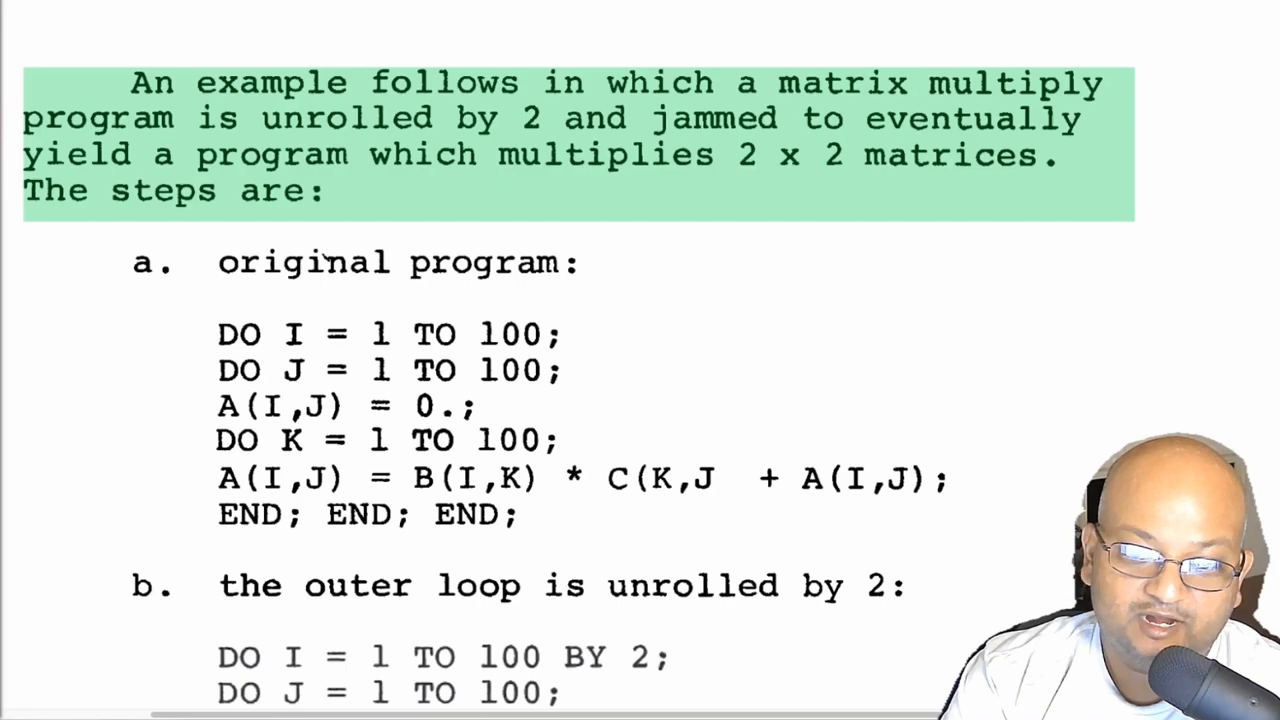 An example follows in which a matrix multiply
program is unrolled by 2 and jammed to eventually
yield a program which multiplies 2 x 2 matrices.
The steps are:
a. original program:
DO I = 1 TO 100;
DO J = 1 TO 100;
A(I,J) = 0.;
DO K = 1 TO 100;
A(I,J) = B(I,K) * C(K,J + A(I,J);
END; END; END;
b. the outer loop is unrolled by 2:
DO I = 1 TO 100 BY 2;
DO J = 1 TO 100;